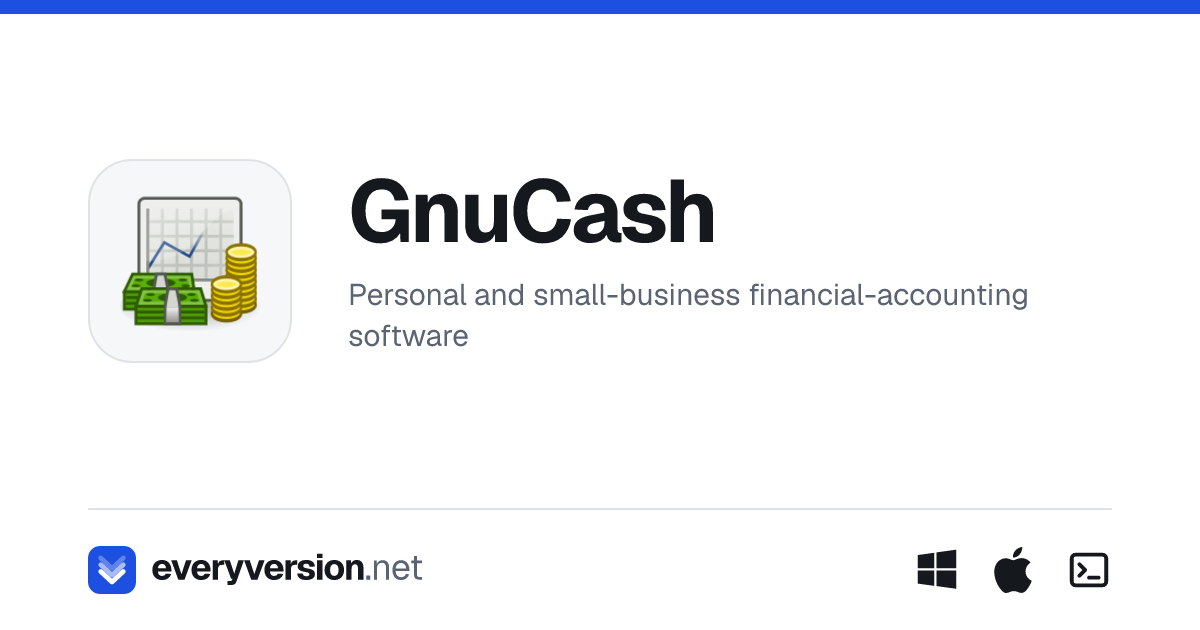 GnuCash
Personal and small-business financial-accounting
software
everyversion.net